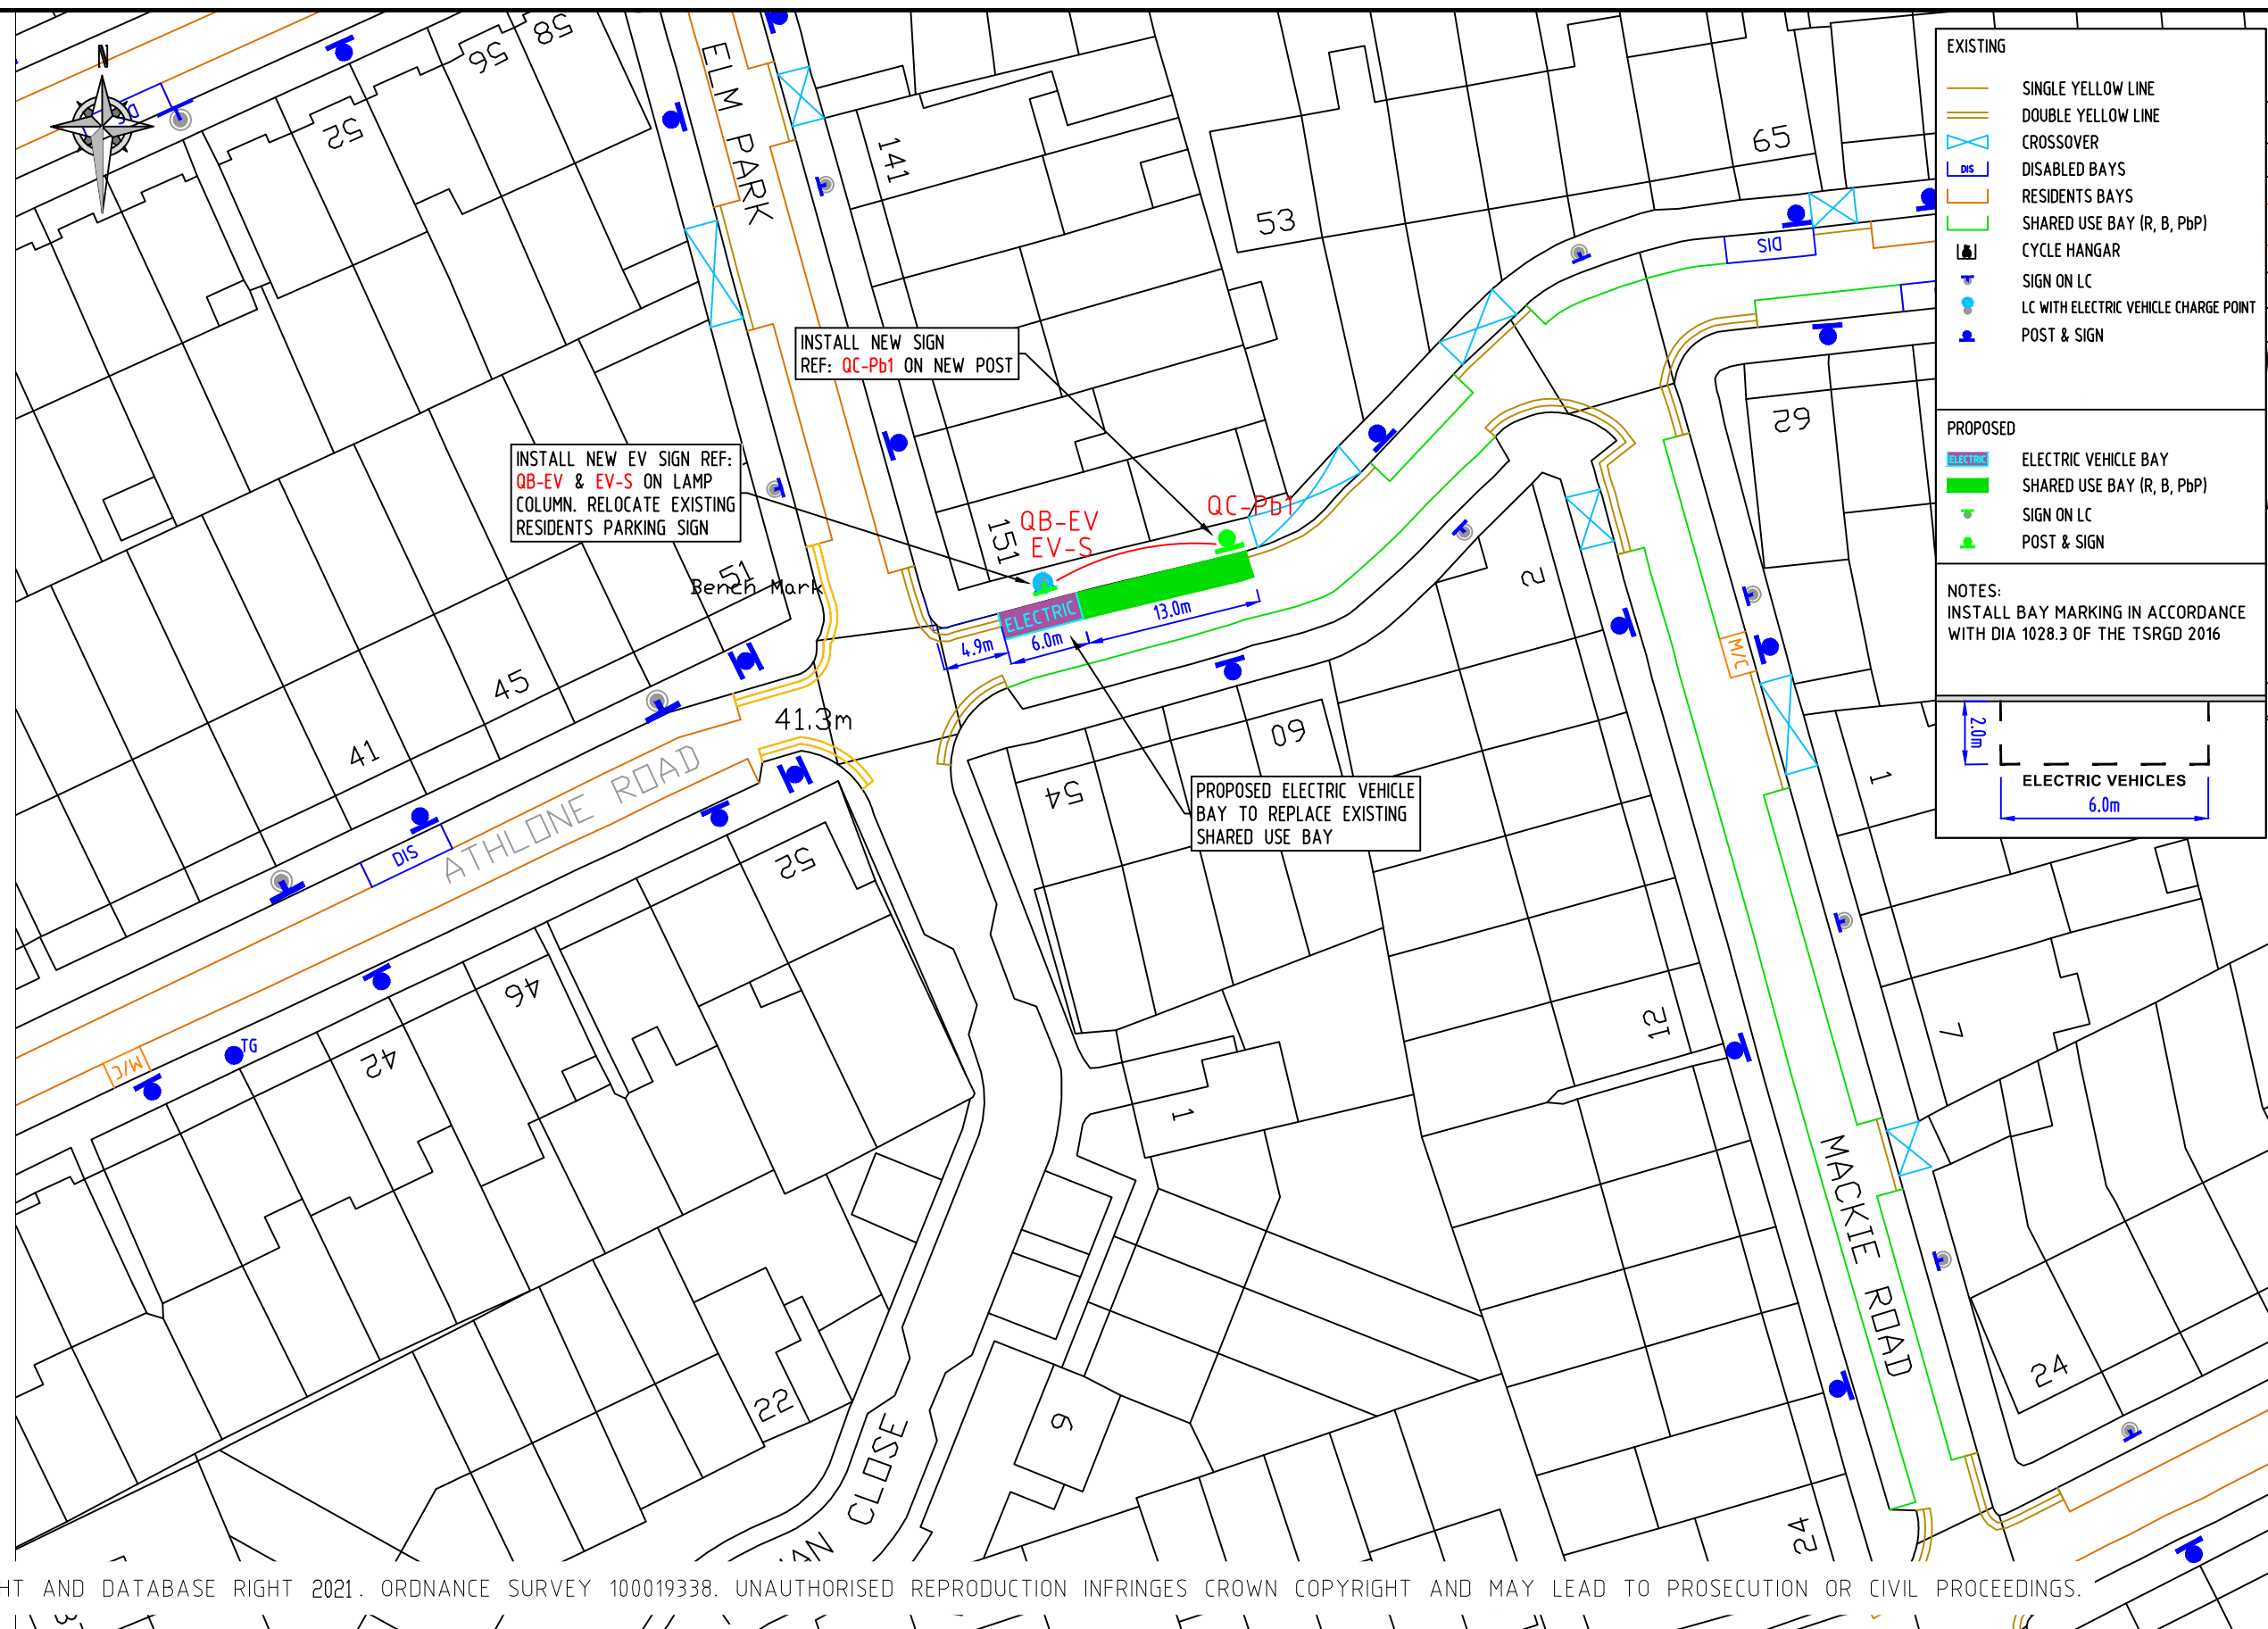 N
DIS
52
56
58
ELM PARK
141
53
65
DIS
62
INSTALL NEW SIGN
REF: QC-Pb1 ON NEW POST
INSTALL NEW EV SIGN REF:
QB-EV & EV-S ON LAMP
COLUMN. RELOCATE EXISTING
RESIDENTS PARKING SIGN
151
QB-EV
EV-S
QC-Pb1
51
Bench Mark
ELECTRIC
4.9m
6.0m
13.0m
2
M/C
45
41
41.3m
ATHLONE ROAD
DIS
52
54
60
PROPOSED ELECTRIC VEHICLE
BAY TO REPLACE EXISTING
SHARED USE BAY
1
46
42
TG
M/C
12
7
1
MACKIE ROAD
24
22
9
CLOSE
24
EXISTING
SINGLE YELLOW LINE
DOUBLE YELLOW LINE
CROSSOVER
DIS DISABLED BAYS
RESIDENTS BAYS
SHARED USE BAY (R, B, PbP)
CYCLE HANGAR
SIGN ON LC
LC WITH ELECTRIC VEHICLE CHARGE POINT
POST & SIGN
PROPOSED
ELECTRIC ELECTRIC VEHICLE BAY
SHARED USE BAY (R, B, PbP)
SIGN ON LC
POST & SIGN
NOTES:
INSTALL BAY MARKING IN ACCORDANCE
WITH DIA 1028.3 OF THE TSRGD 2016
2.0m
ELECTRIC VEHICLES
6.0m
HT AND DATABASE RIGHT 2021. ORDNANCE SURVEY 100019338. UNAUTHORISED REPRODUCTION INFRINGES CROWN COPYRIGHT AND MAY LEAD TO PROSECUTION OR CIVIL PROCEEDINGS.